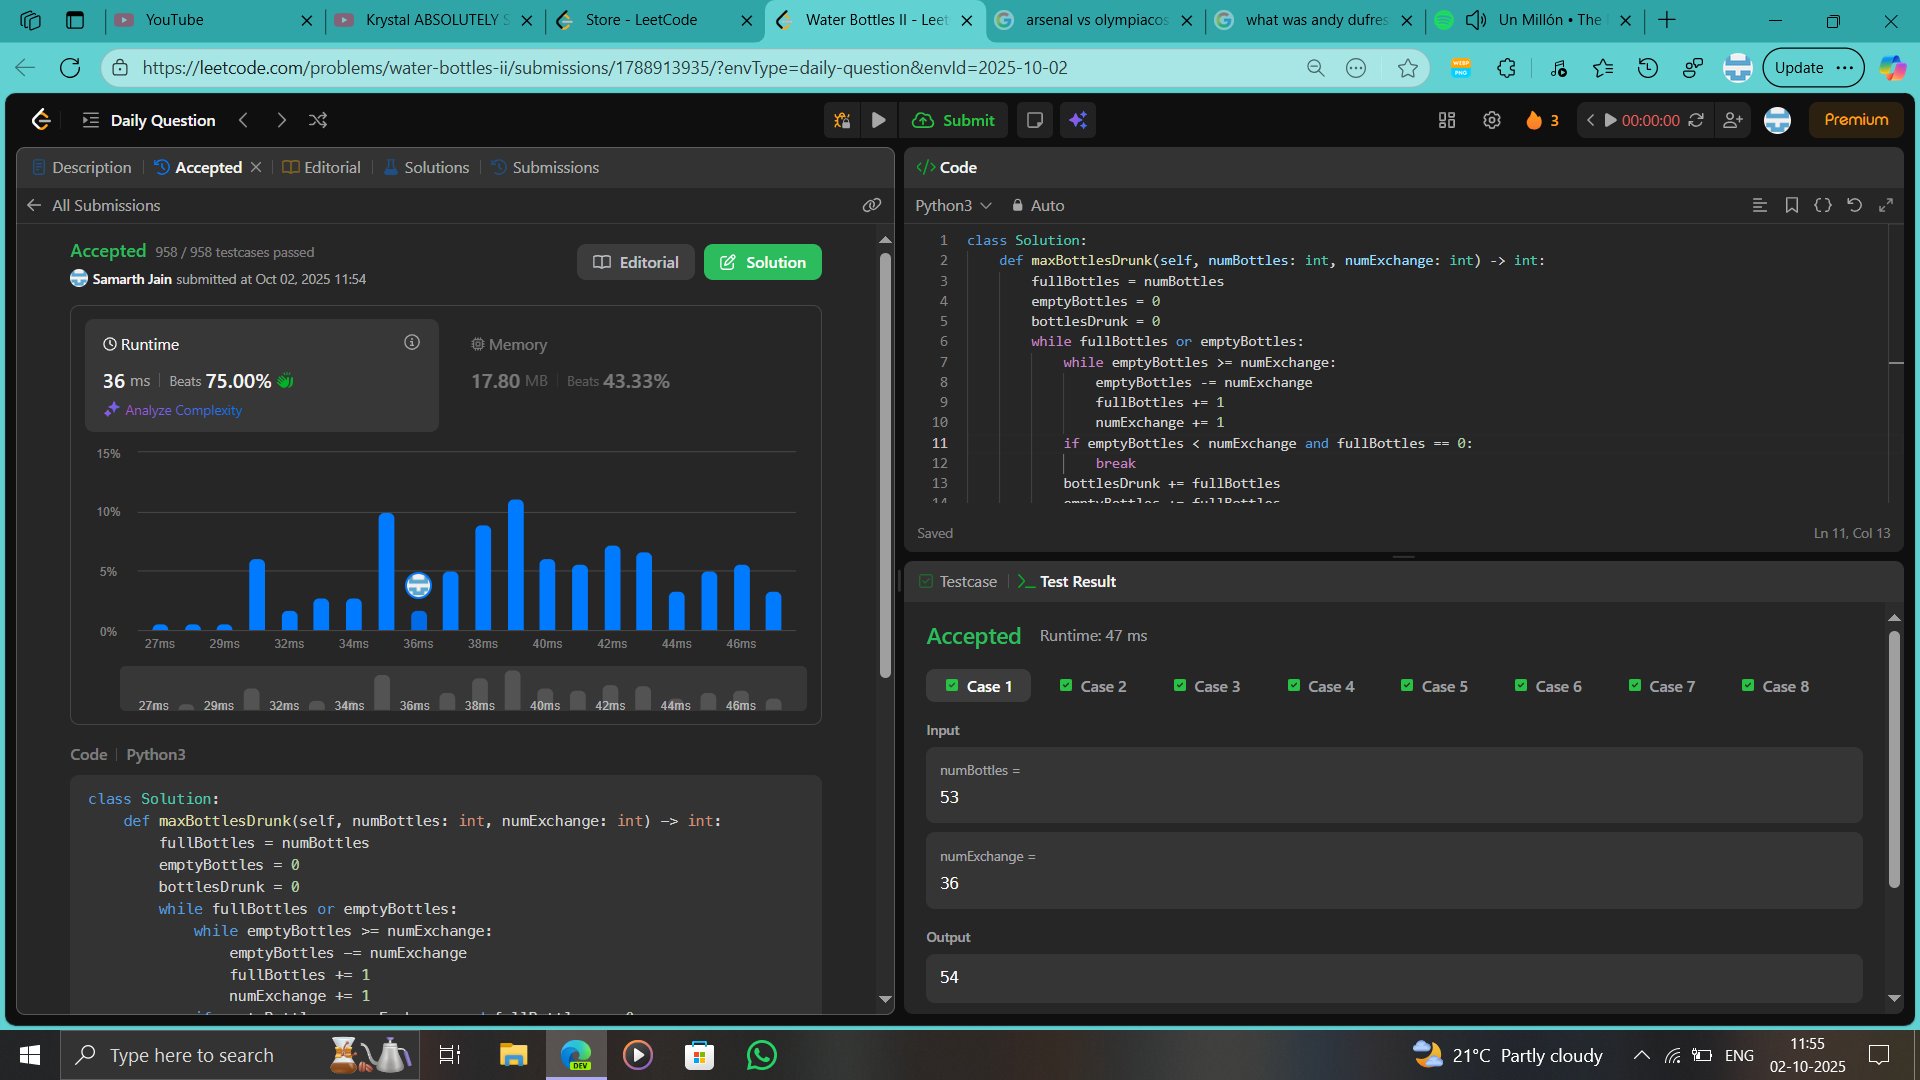 YouTube
Krystal ABSOLUTELY S
Store - LeetCode
Water Bottles II - Leet
arsenal vs olympiacos
what was andy dufres
Un Millón • The
https://leetcode.com/problems/water-bottles-ii/submissions/1788913935/?envType=daily-question&envId=2025-10-02
WEBP
PNG
Update
Daily Question
Submit
3
00:00:00
Premium
Description
Accepted
Editorial
Solutions
Submissions
All Submissions
Accepted 958 / 958 testcases passed
Samarth Jain submitted at Oct 02, 2025 11:54
Editorial
Solution
Runtime
36 ms Beats 75.00%
Analyze Complexity
Memory
17.80 MB Beats 43.33%
15%
10%
5%
0%
27ms 29ms 32ms 34ms 36ms 38ms 40ms 42ms 44ms 46ms
27ms 29ms 32ms 34ms 36ms 38ms 40ms 42ms 44ms 46ms
Code Python3
class Solution:
def maxBottlesDrunk(self, numBottles: int, numExchange: int) -> int:
fullBottles = numBottles
emptyBottles = 0
bottlesDrunk = 0
while fullBottles or emptyBottles:
while emptyBottles >= numExchange:
emptyBottles -= numExchange
fullBottles += 1
numExchange += 1
</> Code
Python3
Auto
1 class Solution:
2 def maxBottlesDrunk(self, numBottles: int, numExchange: int) -> int:
3 fullBottles = numBottles
4 emptyBottles = 0
5 bottlesDrunk = 0
6 while fullBottles or emptyBottles:
7 while emptyBottles >= numExchange:
8 emptyBottles -= numExchange
9 fullBottles += 1
10 numExchange += 1
11 if emptyBottles < numExchange and fullBottles == 0:
12 break
13 bottlesDrunk += fullBottles
14 emptyBottles += fullBottles
Saved
Ln 11, Col 13
Testcase
Test Result
Accepted Runtime: 47 ms
Case 1 Case 2 Case 3 Case 4 Case 5 Case 6 Case 7 Case 8
Input
numBottles =
53
numExchange =
36
Output
54
Type here to search
DEV
21°C Partly cloudy
ENG
11:55
02-10-2025